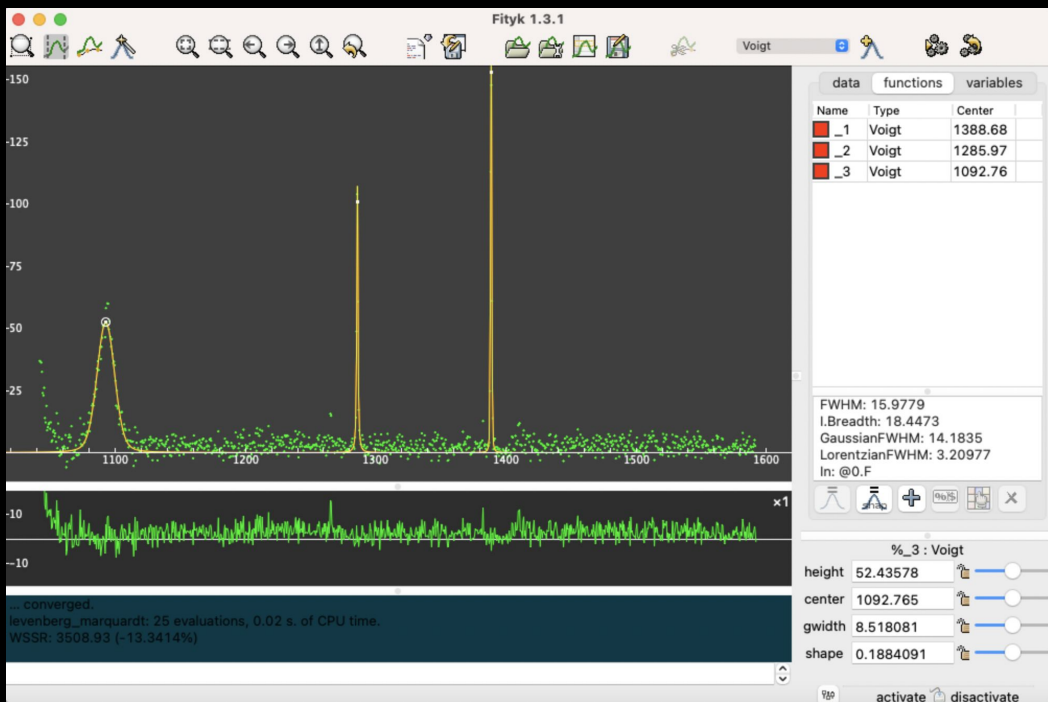 Fityk 1.3.1
Voigt
-150
-125
-100
-75
-50
-25
1100
1200
1300
1400
1500
1600
data functions variables
Name Type Center
_1 Voigt 1388.68
_2 Voigt 1285.97
_3 Voigt 1092.76
FWHM: 15.9779
I.Breadth: 18.4473
GaussianFWHM: 14.1835
LorentzianFWHM: 3.20977
In: @0.F
snap
%_3 : Voigt
height 52.43578
center 1092.765
gwidth 8.518081
shape 0.1884091
activate disactivate
-10
×1
--10
... converged.
levenberg_marquardt: 25 evaluations, 0.02 s. of CPU time.
WSSR: 3508.93 (-13.3414%)